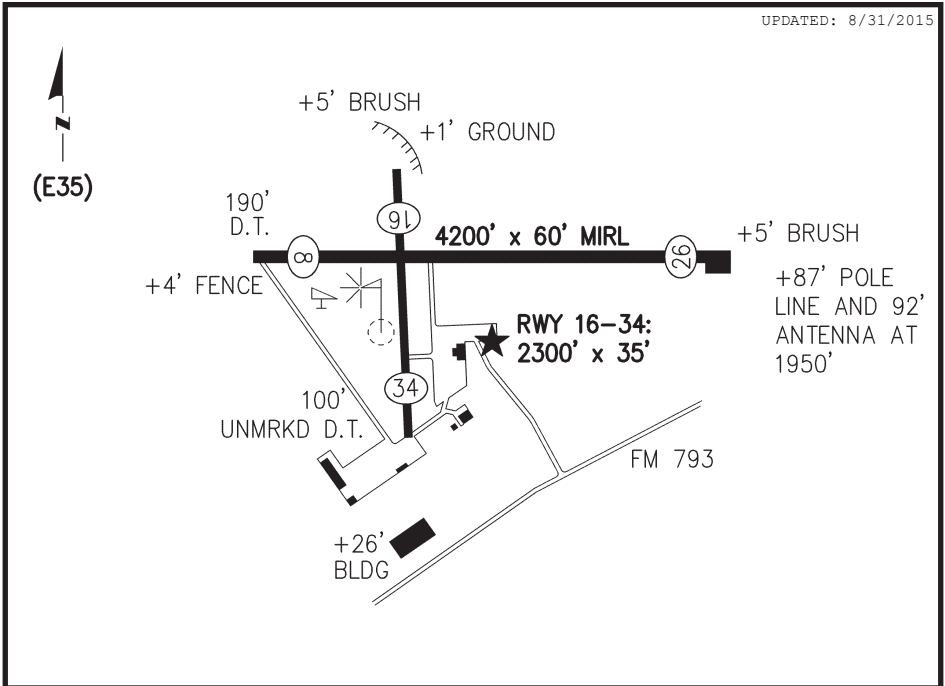 UPDATED: 8/31/2015
N
(E35)
+5' BRUSH
+1' GROUND
190'
D.T.
16
4200' x 60' MIRL
8
26
+5' BRUSH
+4' FENCE
+87' POLE
LINE AND 92'
ANTENNA AT
1950'
RWY 16-34:
2300' x 35'
34
100'
UNMRKD D.T.
FM 793
+26'
BLDG